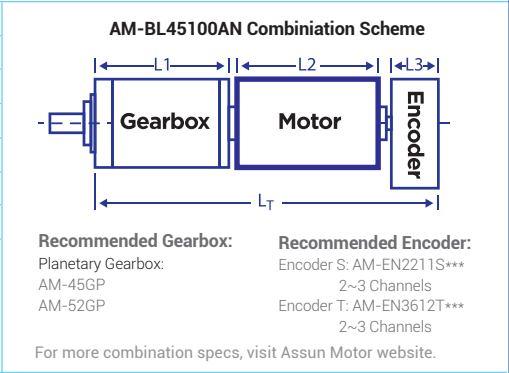 AM-BL45100AN Combiniation Scheme
L1 L2 L3
Gearbox Motor Encoder
LT
Recommended Gearbox:
Planetary Gearbox:
AM-45GP
AM-52GP
Recommended Encoder:
Encoder S: AM-EN2211S***
2~3 Channels
Encoder T: AM-EN3612T***
2~3 Channels
For more combination specs, visit Assun Motor website.